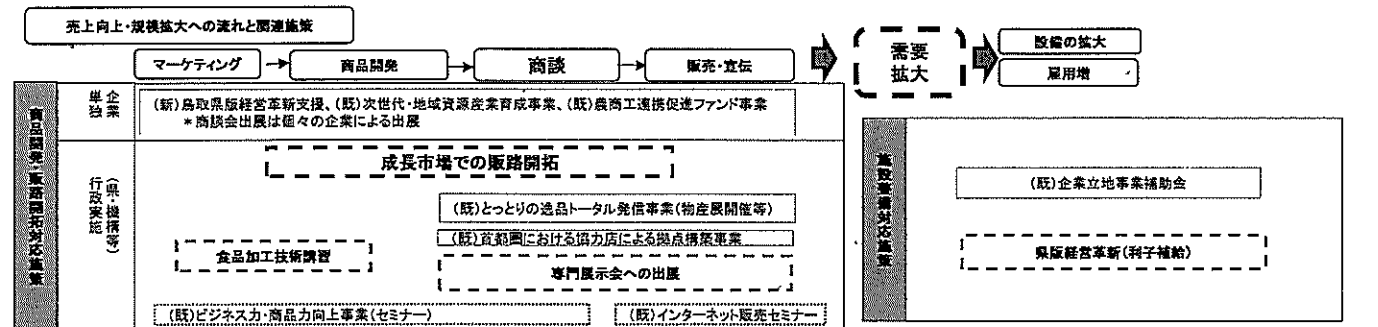 売上向上・規模拡大への流れと関連施策
マーケティング
商品開発
商談
販売・宣伝
需要
拡大
設備の拡大
雇用増
商品開発・販路開拓対応施策
企業
単独
(新)鳥取県版経営革新支援、(既)次世代・地域資源産業育成事業、(既)農商工連携促進ファンド事業
*商談会出展は個々の企業による出展
(県・機構等)
行政実施
成長市場での販路開拓
(既)とっとりの逸品トータル発信事業(物産展開催等)
(既)首都圏における協力店による拠点構築事業
食品加工技術講習
専門展示会への出展
(既)ビジネス力・商品力向上事業(セミナー)
(既)インターネット販売セミナー
施設整備対応施策
(既)企業立地事業補助金
県版経営革新(利子補給)